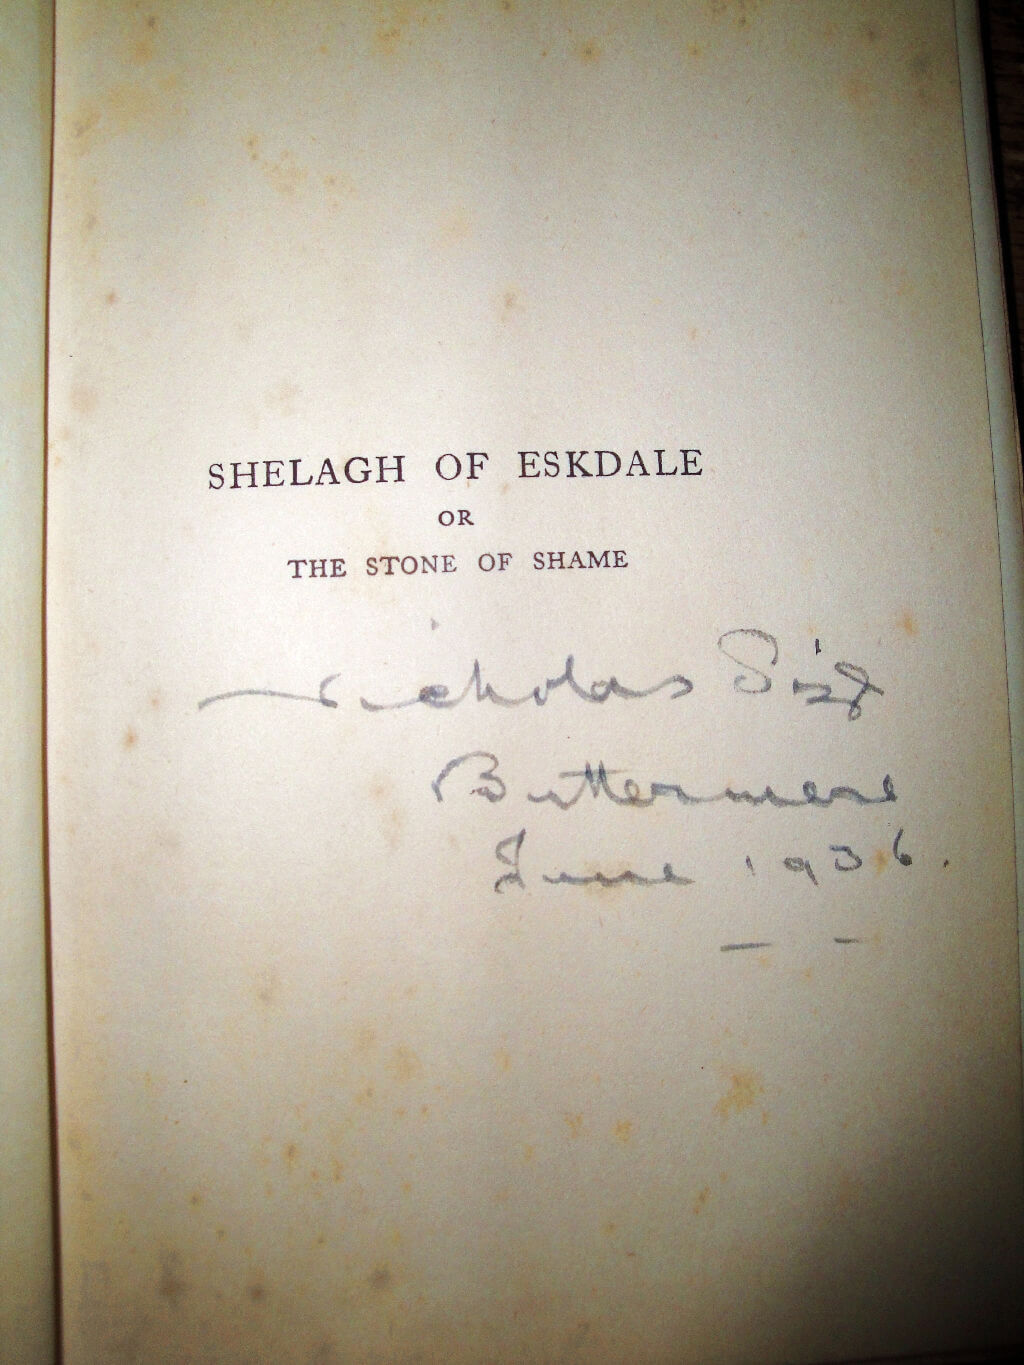 SHELAGH OF ESKDALE
OR
THE STONE OF SHAME
Nicholas Size
Buttermere
June 1936.